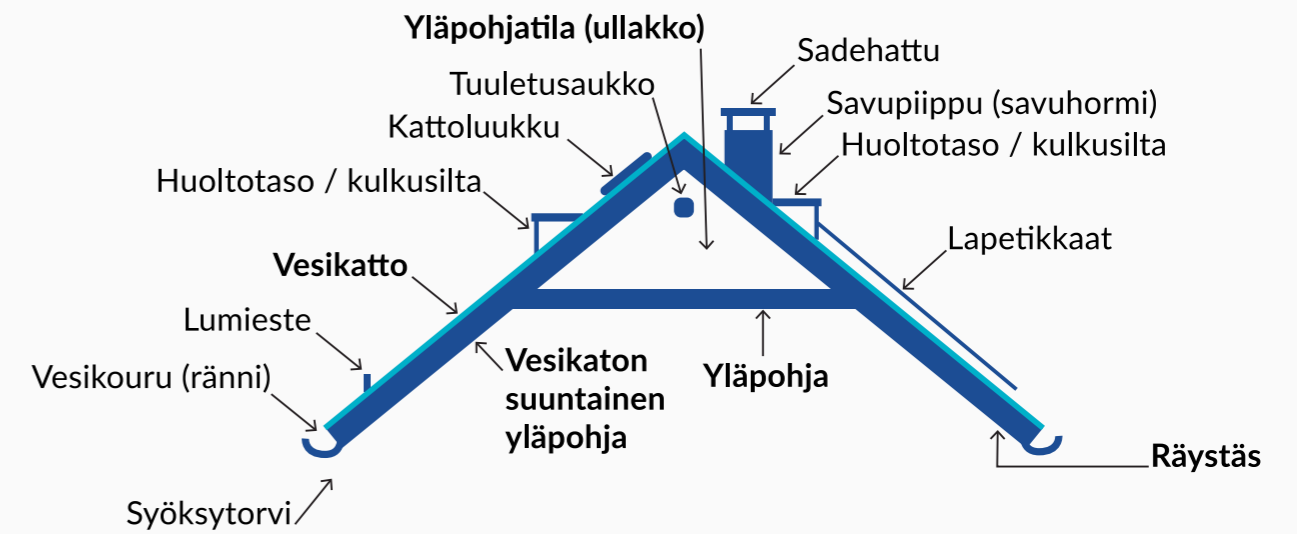 Yläpohjatila (ullakko)
Sadehattu
Tuuletusaukko
Savupiippu (savuhormi)
Kattoluukku
Huoltotaso / kulkusilta
Huoltotaso / kulkusilta
Lapetikkaat
Vesikatto
Lumieste
Vesikaton
suuntainen
yläpohja
Yläpohja
Vesikouru (ränni)
Räystäs
Syöksytorvi